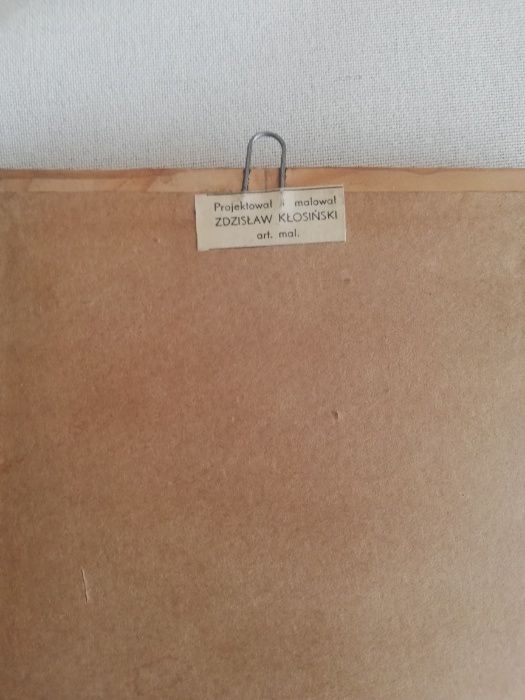 Projektował i malował
ZDZISŁAW KŁOSIŃSKI
art. mal.